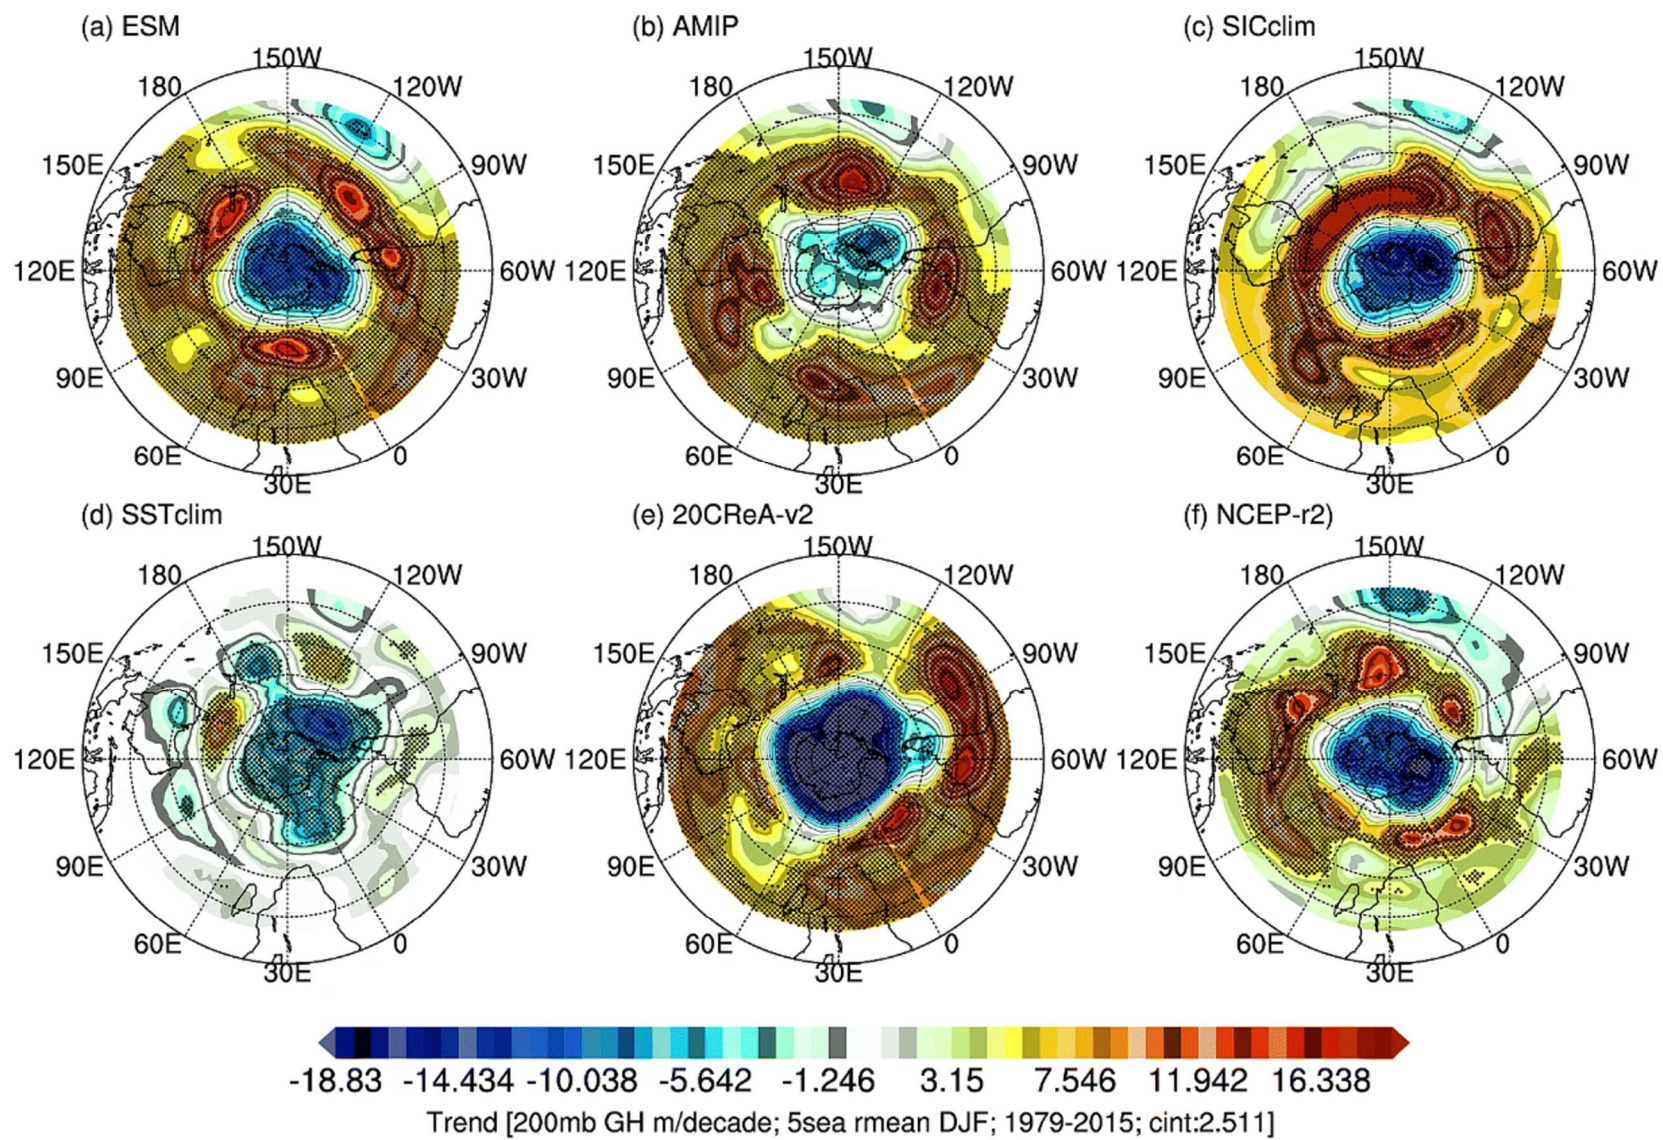 (a) ESM (b) AMIP (c) SICclim
150W 150W 150W
180 120W 180 120W 180 120W
150E 90W 150E 90W 150E 90W
120E 60W 120E 60W 120E 60W
90E 30W 90E 30W 90E 30W
60E 0 60E 0 60E 0
30E 30E 30E
(d) SSTclim (e) 20CReA-v2 (f) NCEP-r2)
150W 150W 150W
180 120W 180 120W 180 120W
150E 90W 150E 90W 150E 90W
120E 60W 120E 60W 120E 60W
90E 30W 90E 30W 90E 30W
60E 0 60E 0 60E 0
30E 30E 30E
-18.83 -14.434 -10.038 -5.642 -1.246 3.15 7.546 11.942 16.338
Trend [200mb GH m/decade; 5sea rmean DJF; 1979-2015; cint:2.511]